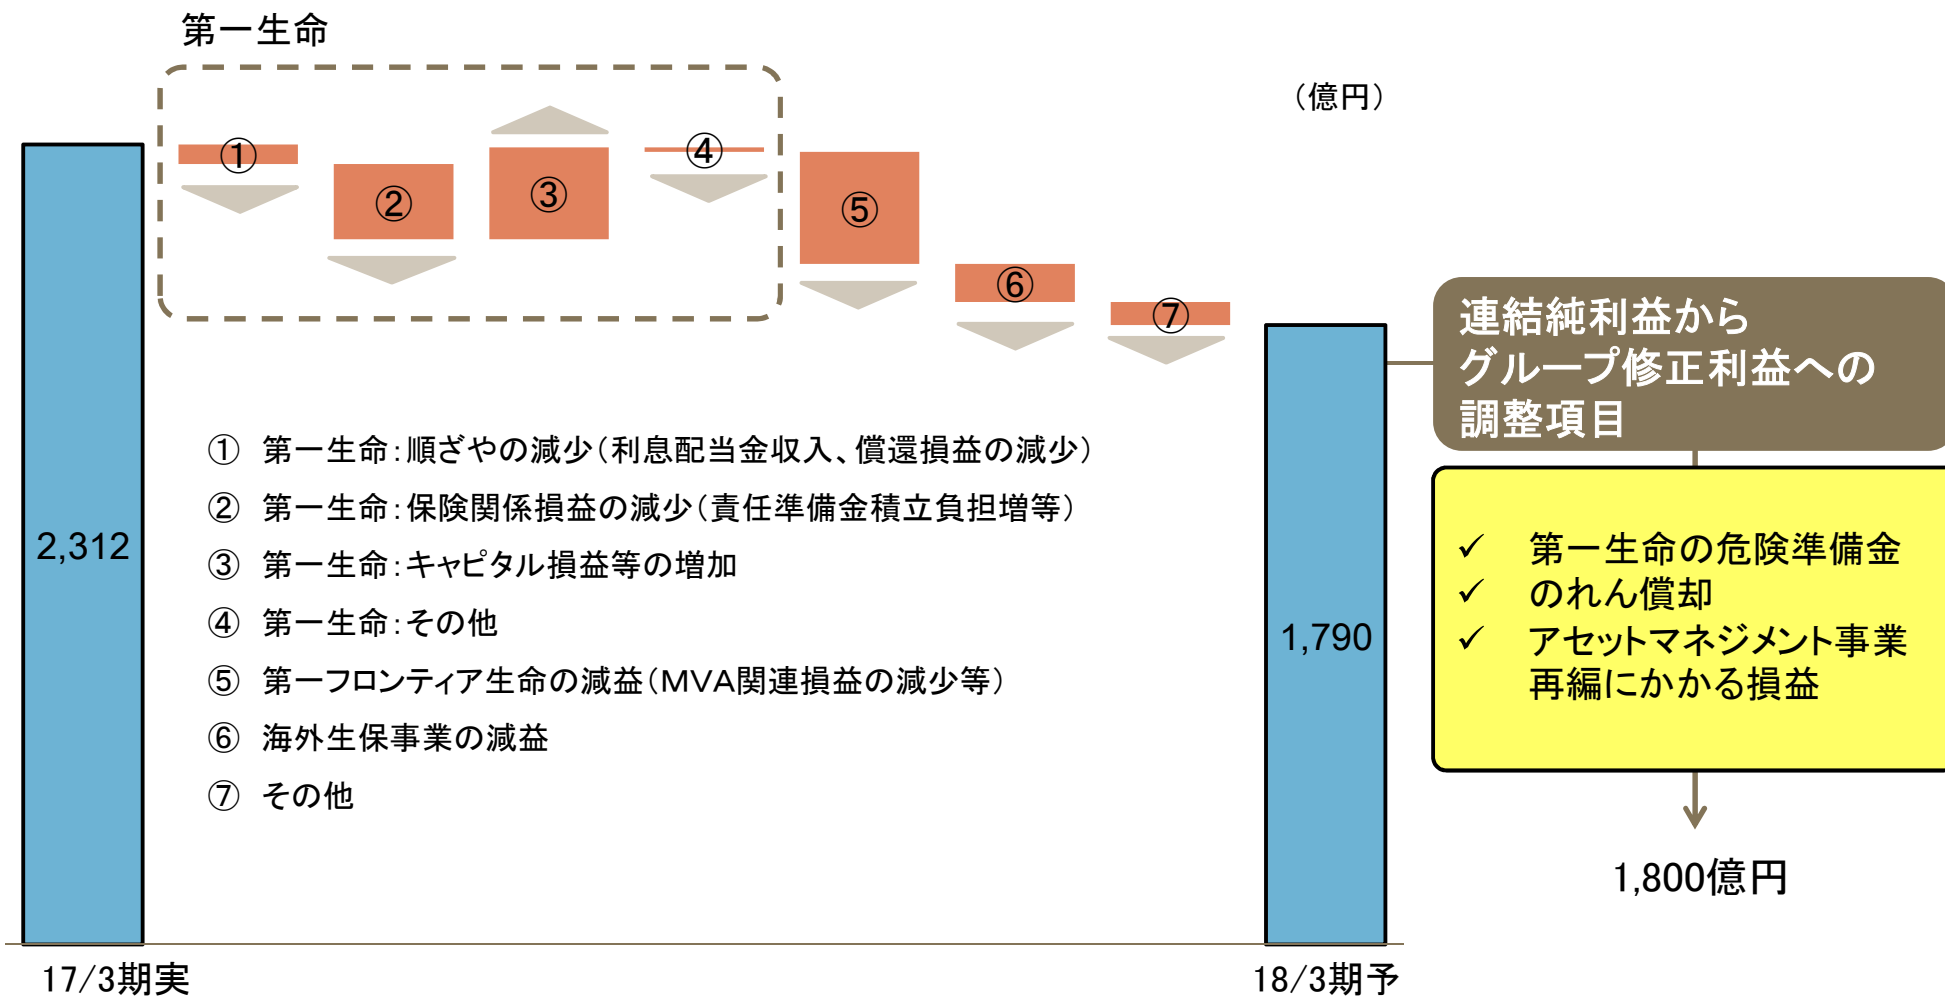 第一生命
（億円）
①
②
③
④
⑤
⑥
⑦
2,312
1,790
① 第一生命：順ざやの減少（利息配当金収入、償還損益の減少）
② 第一生命：保険関係損益の減少（責任準備金積立負担増等）
③ 第一生命：キャピタル損益等の増加
④ 第一生命：その他
⑤ 第一フロンティア生命の減益（MVA関連損益の減少等）
⑥ 海外生保事業の減益
⑦ その他
17/3期実
18/3期予
連結純利益から
グループ修正利益への
調整項目
✓ 第一生命の危険準備金
✓ のれん償却
✓ アセットマネジメント事業
再編にかかる損益
1,800億円